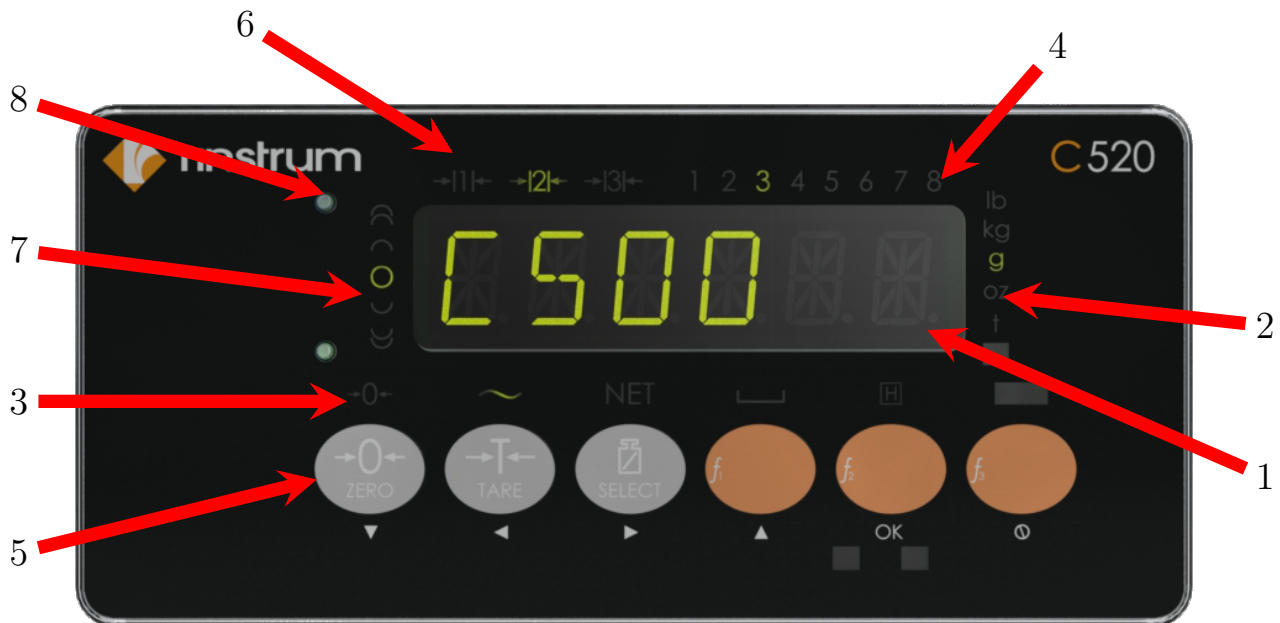 6
4
8
rinstrum
C520
→|1|← →|2|← →|3|← 1 2 3 4 5 6 7 8
lb
kg
7
g
C500
oz
2
t
3
→0←
~
NET
H
→0← ZERO
→T← TARE
SELECT
f1
f2
f3
1
5
▼ ◀ ▶ ▲ OK